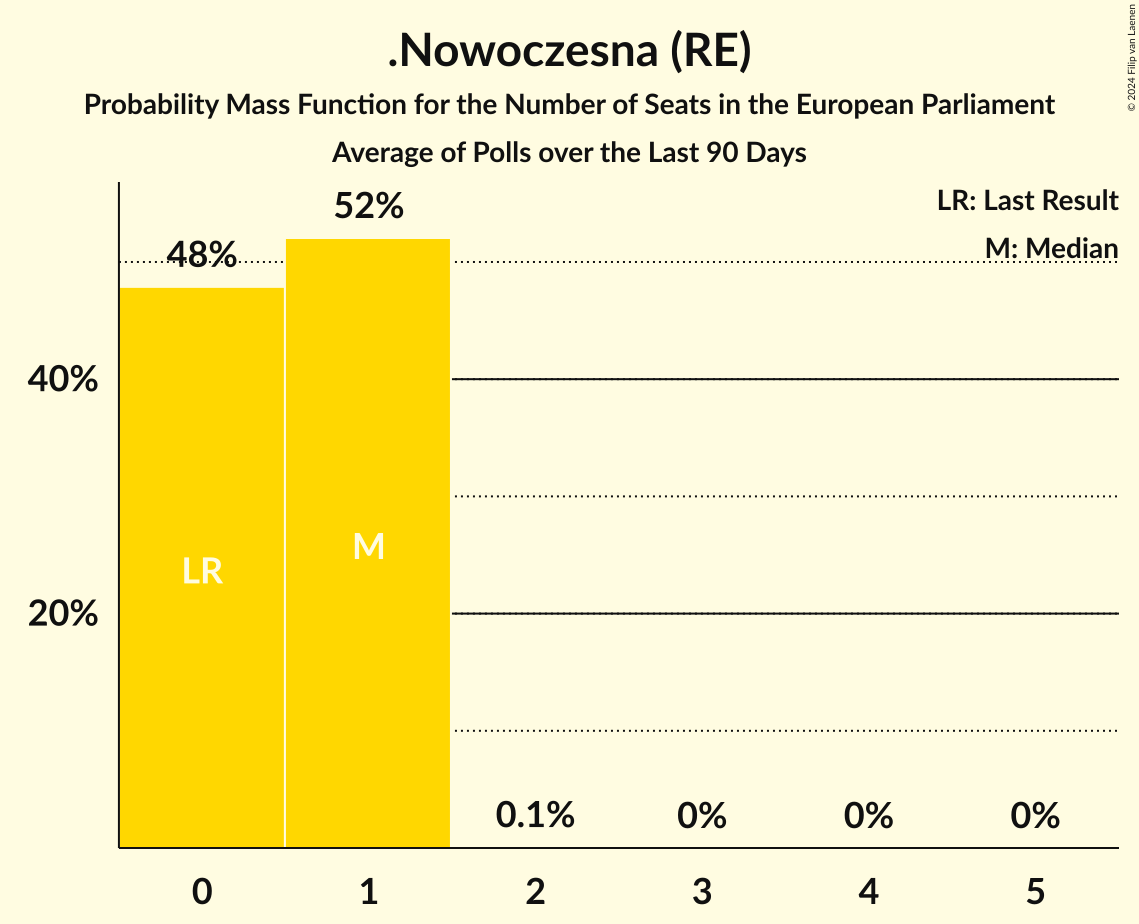 .Nowoczesna (RE)
Probability Mass Function for the Number of Seats in the European Parliament
Average of Polls over the Last 90 Days
© 2024 Filip van Laenen
LR: Last Result
M: Median
52%
48%
40%
20%
LR
M
0.1%
0%
0%
0%
0
1
2
3
4
5